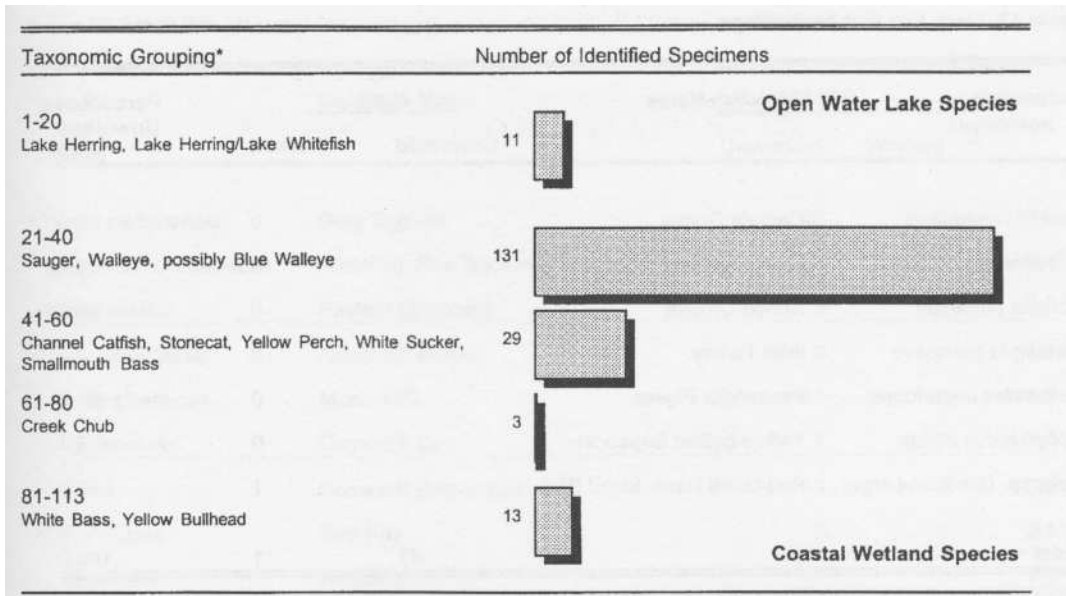 Taxonomic Grouping* Number of Identified Specimens
Open Water Lake Species
1-20
Lake Herring, Lake Herring/Lake Whitefish 11
21-40
Sauger, Walleye, possibly Blue Walleye 131
41-60
Channel Catfish, Stonecat, Yellow Perch, White Sucker, 29
Smallmouth Bass
61-80
Creek Chub 3
81-113
White Bass, Yellow Bullhead 13
Coastal Wetland Species